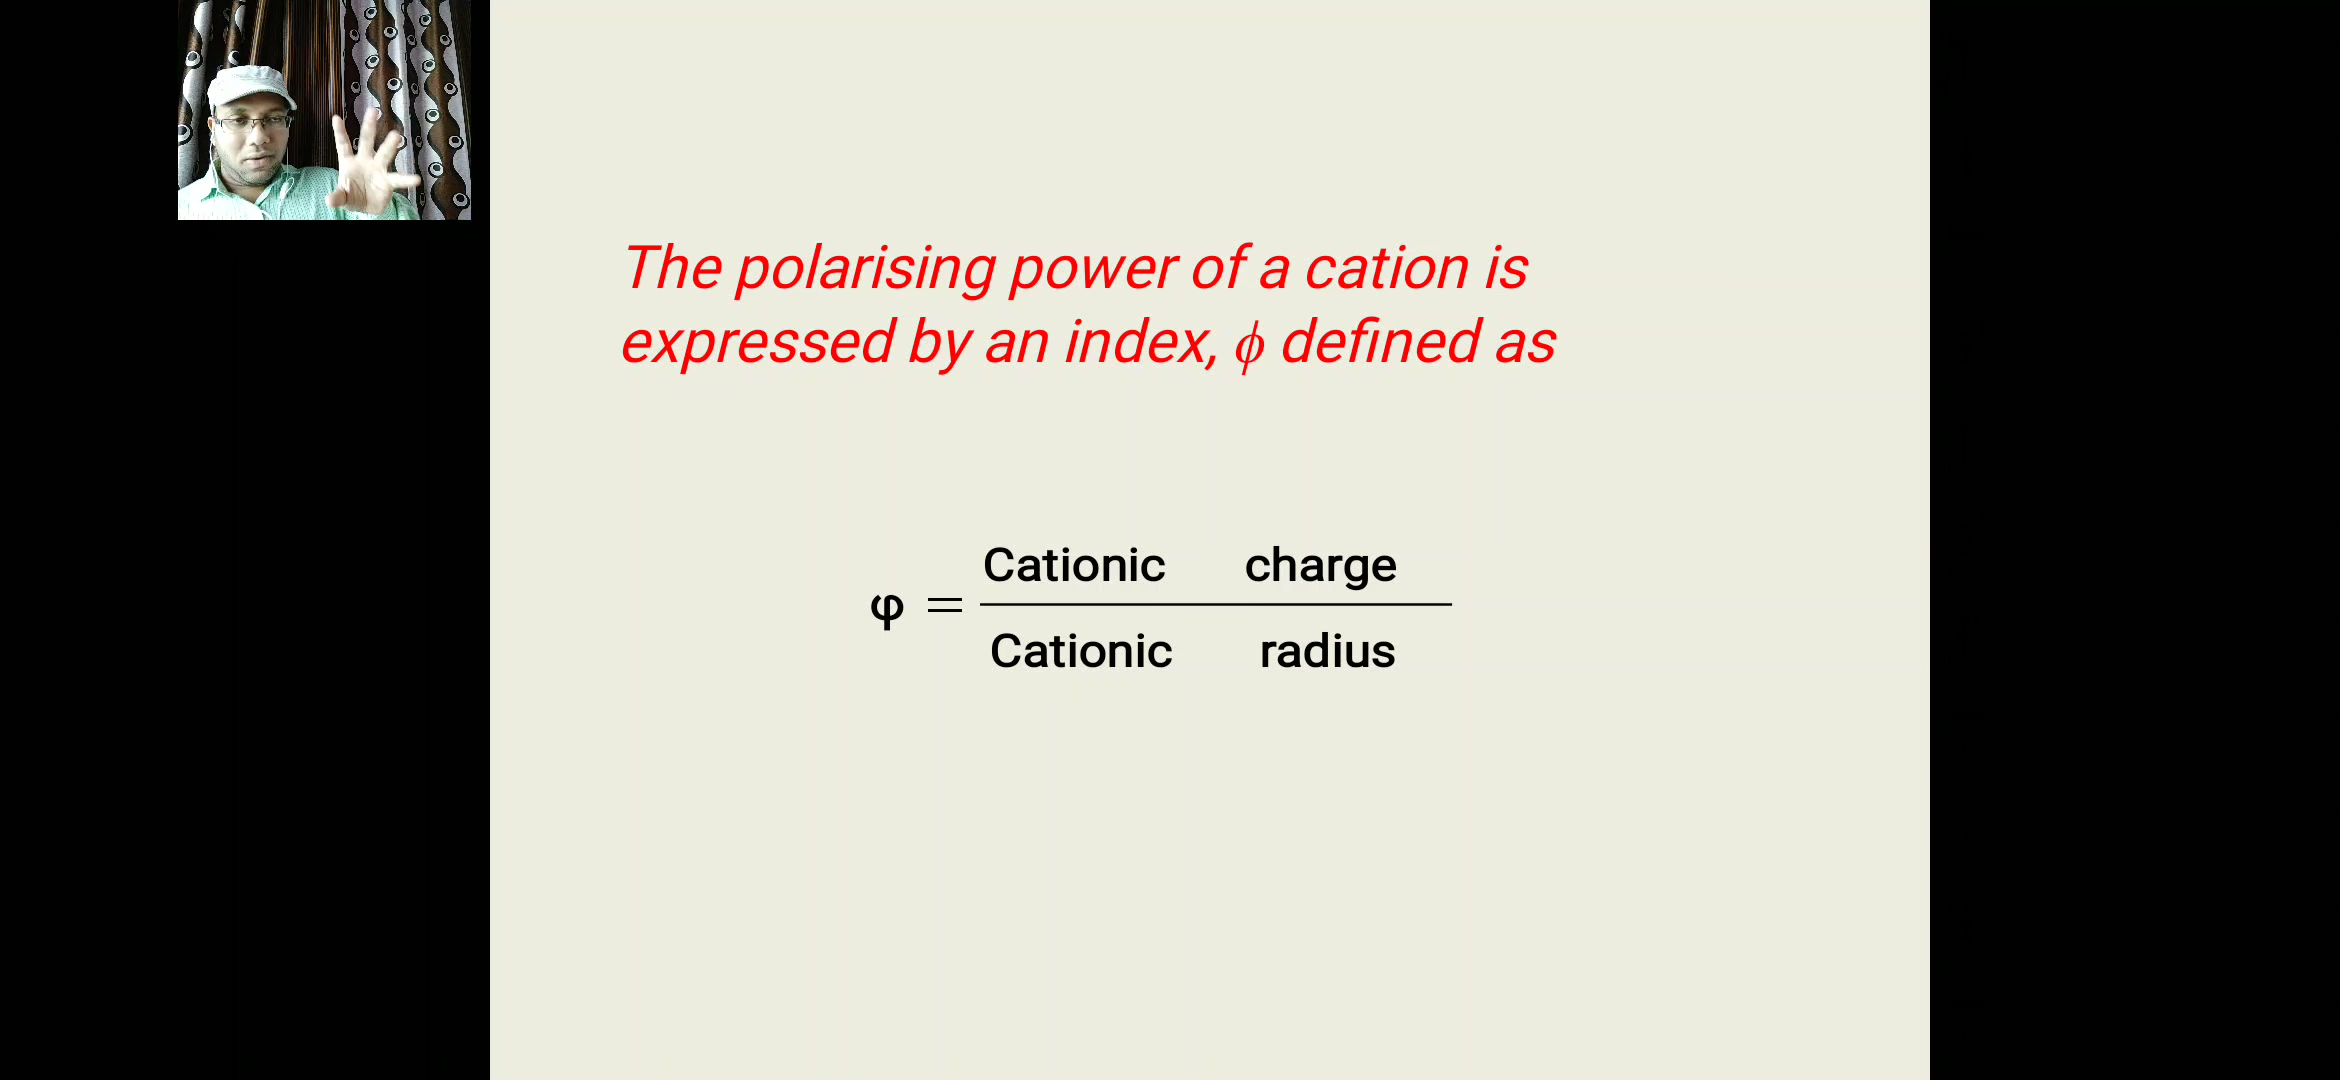 The polarising power of a cation is
expressed by an index, ϕ defined as
φ = Cationic charge
Cationic radius